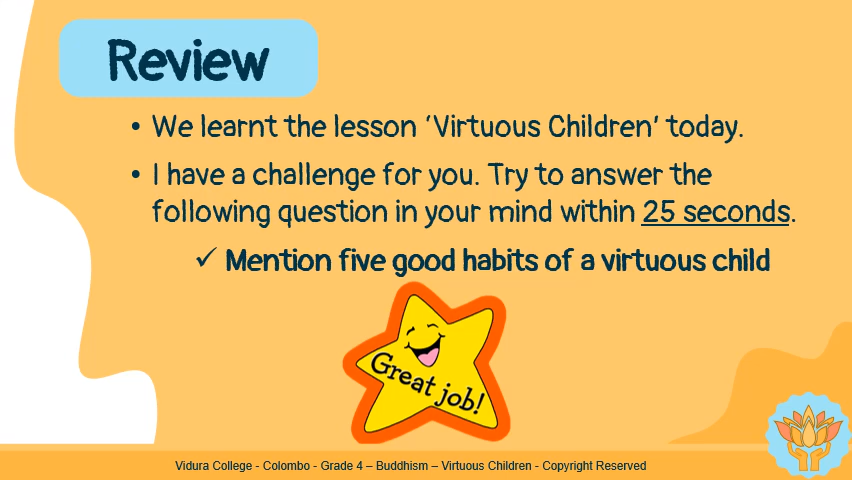 Review
• We learnt the lesson ‘Virtuous Children’ today.
• I have a challenge for you. Try to answer the
following question in your mind within 25 seconds.
✓ Mention five good habits of a virtuous child
Great job!
Vidura College - Colombo - Grade 4 – Buddhism – Virtuous Children - Copyright Reserved